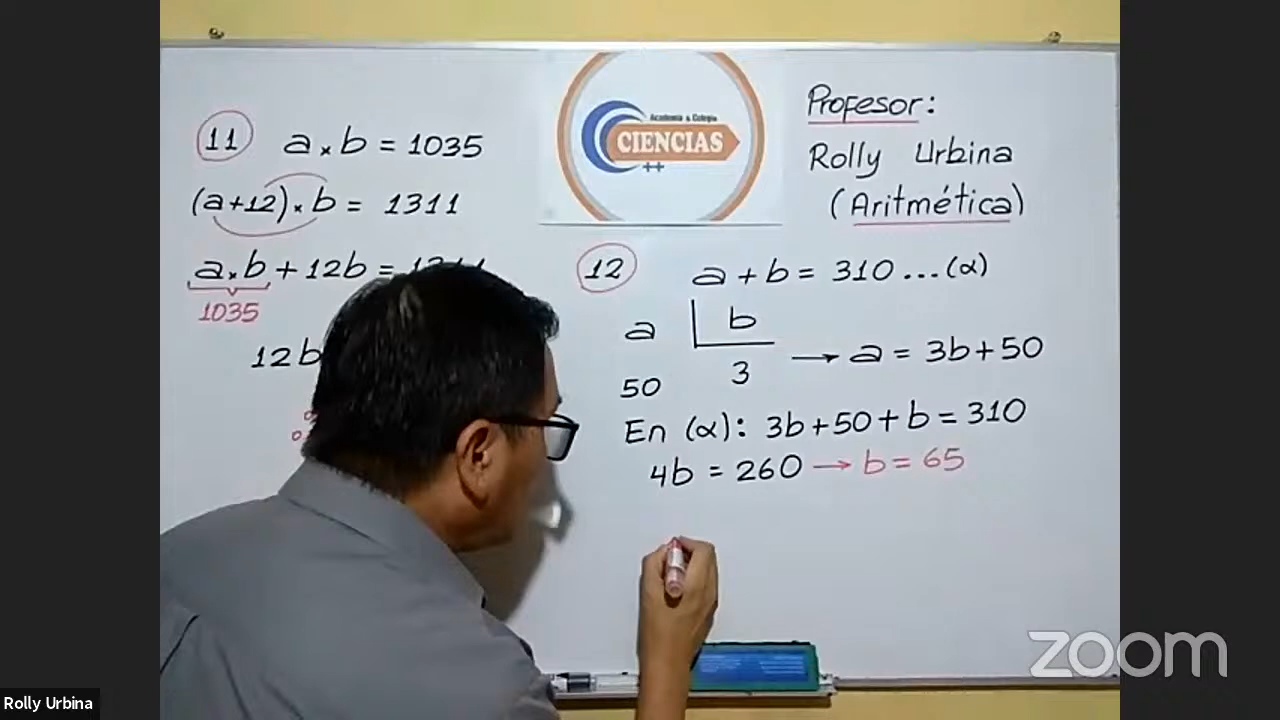 11 a × b = 1035
(a+12) × b = 1311
a × b + 12b =
1035
12b
Academia & Colegio
CIENCIAS
++
Profesor:
Rolly Urbina
(Aritmética)
12 a + b = 310 ... (α)
a b
50 3 → a = 3b+50
En (α): 3b+50+b = 310
4b = 260 → b = 65
zoom
Rolly Urbina